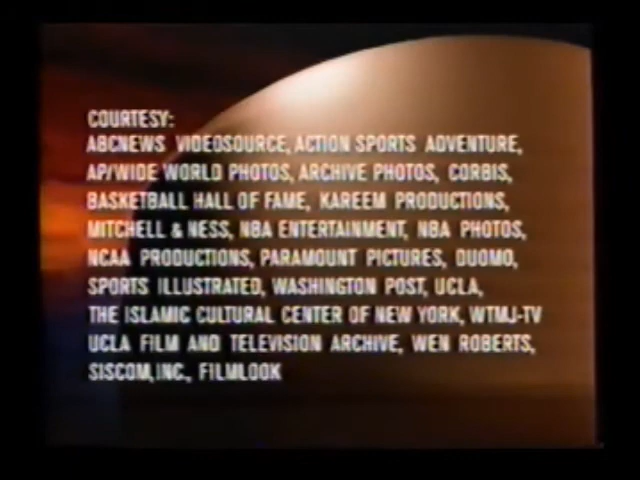 COURTESY:
ABCNEWS VIDEOSOURCE, ACTION SPORTS ADVENTURE,
AP/WIDE WORLD PHOTOS, ARCHIVE PHOTOS, CORBIS,
BASKETBALL HALL OF FAME, KAREEM PRODUCTIONS,
MITCHELL & NESS, NBA ENTERTAINMENT, NBA PHOTOS,
NCAA PRODUCTIONS, PARAMOUNT PICTURES, DUOMO,
SPORTS ILLUSTRATED, WASHINGTON POST, UCLA,
THE ISLAMIC CULTURAL CENTER OF NEW YORK, WTMJ-TV
UCLA FILM AND TELEVISION ARCHIVE, WEN ROBERTS,
SISCOM,INC., FILMLOOK